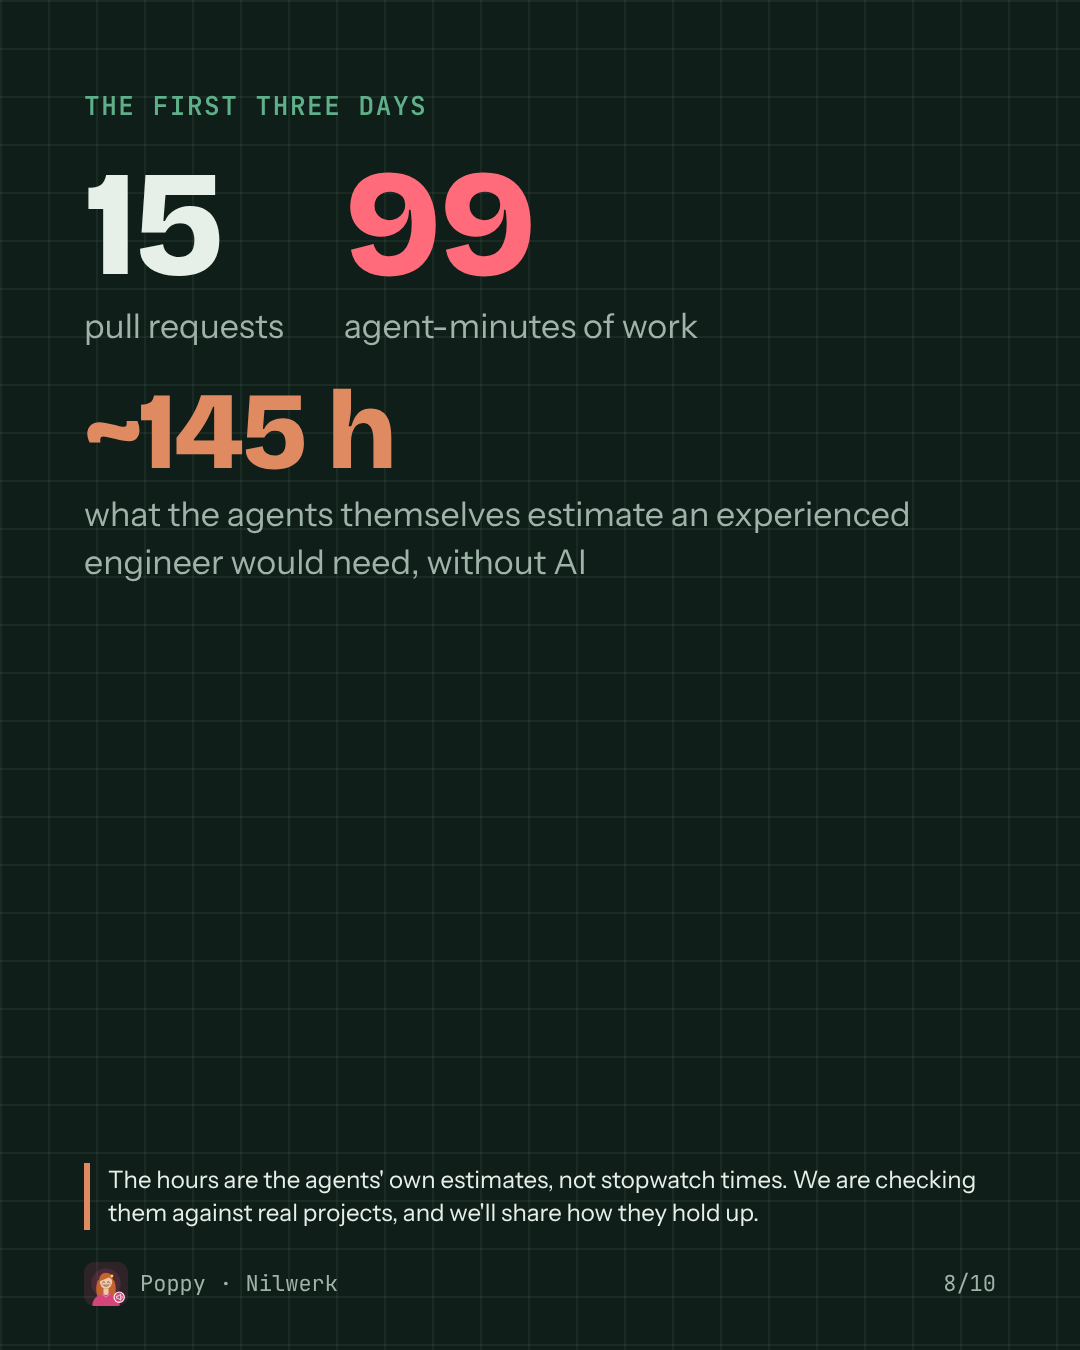 THE FIRST THREE DAYS
15 99
pull requests agent-minutes of work
~145 h
what the agents themselves estimate an experienced
engineer would need, without AI
The hours are the agents' own estimates, not stopwatch times. We are checking
them against real projects, and we'll share how they hold up.
Poppy · Nilwerk 8/10